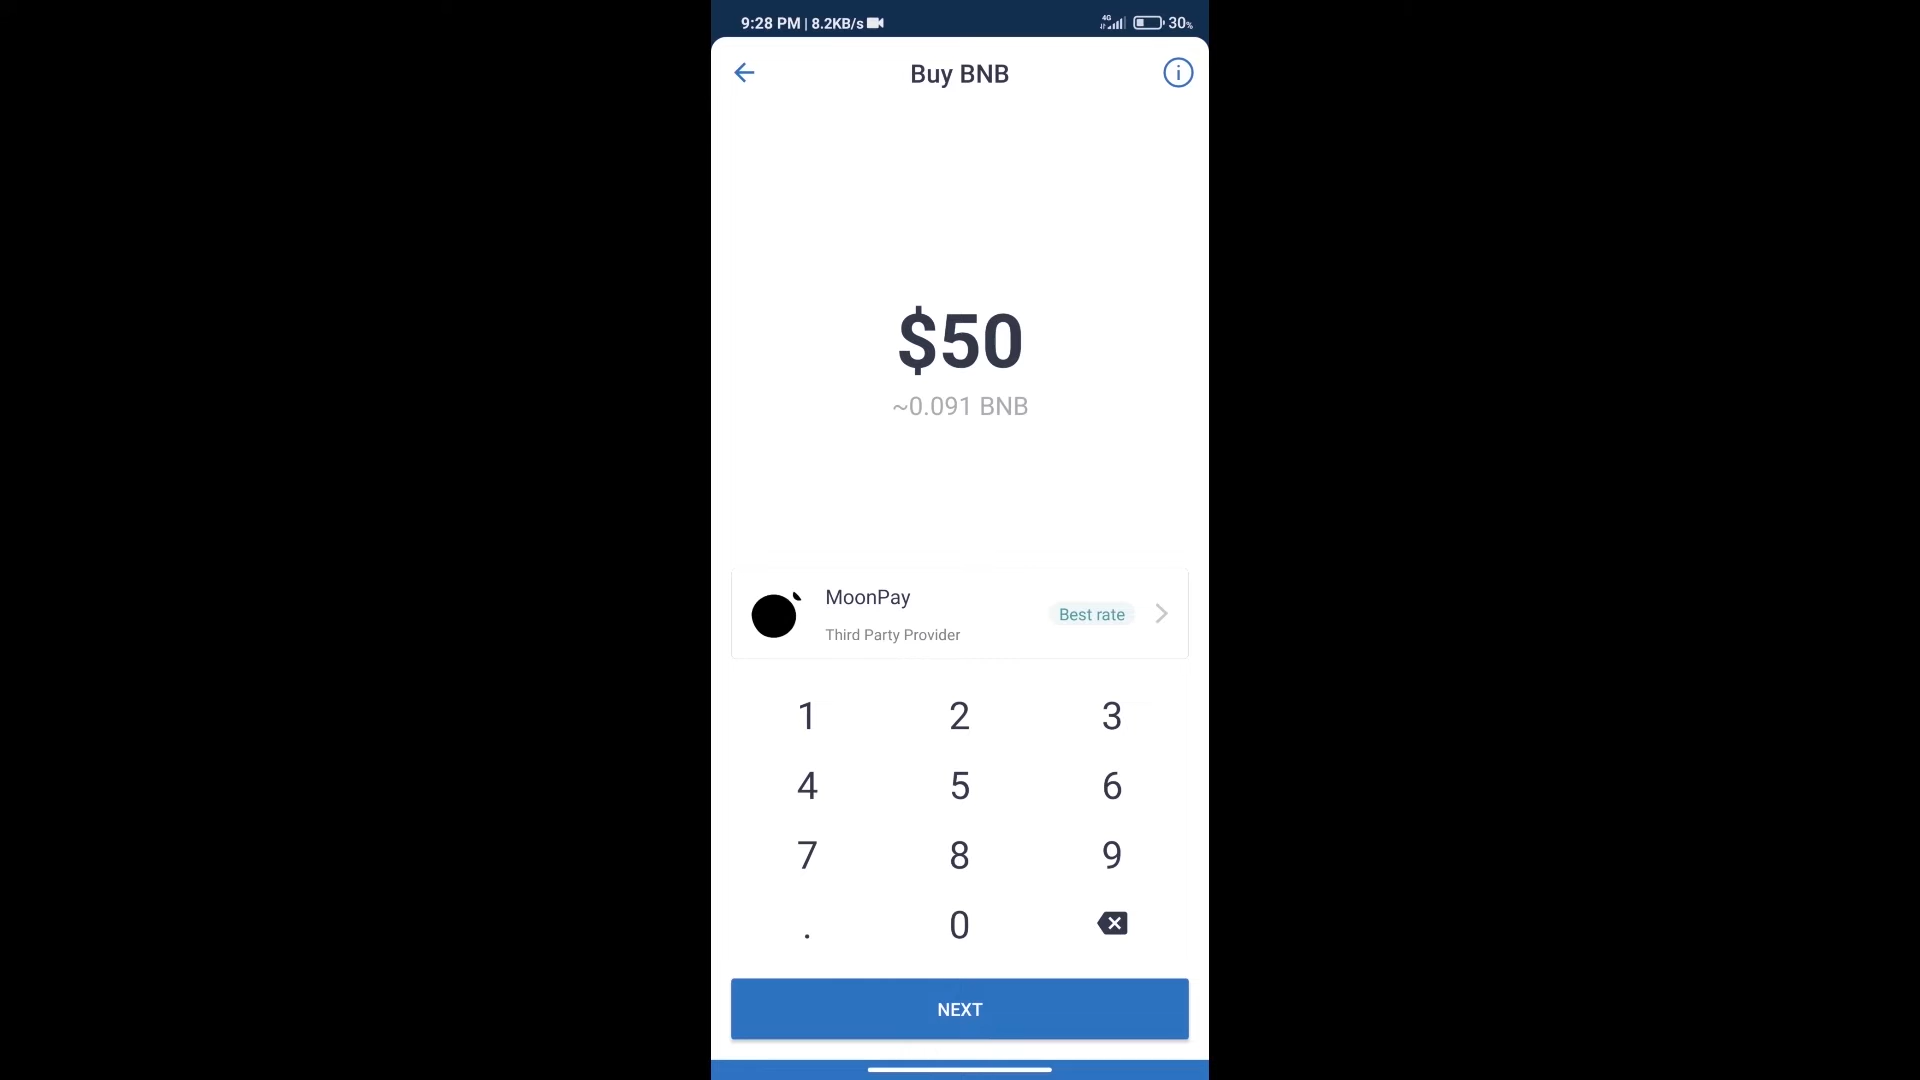 9:28 PM | 8.2KB/s 4G 30%
Buy BNB
$50
~0.091 BNB
MoonPay
Best rate
Third Party Provider
1 2 3
4 5 6
7 8 9
. 0
NEXT